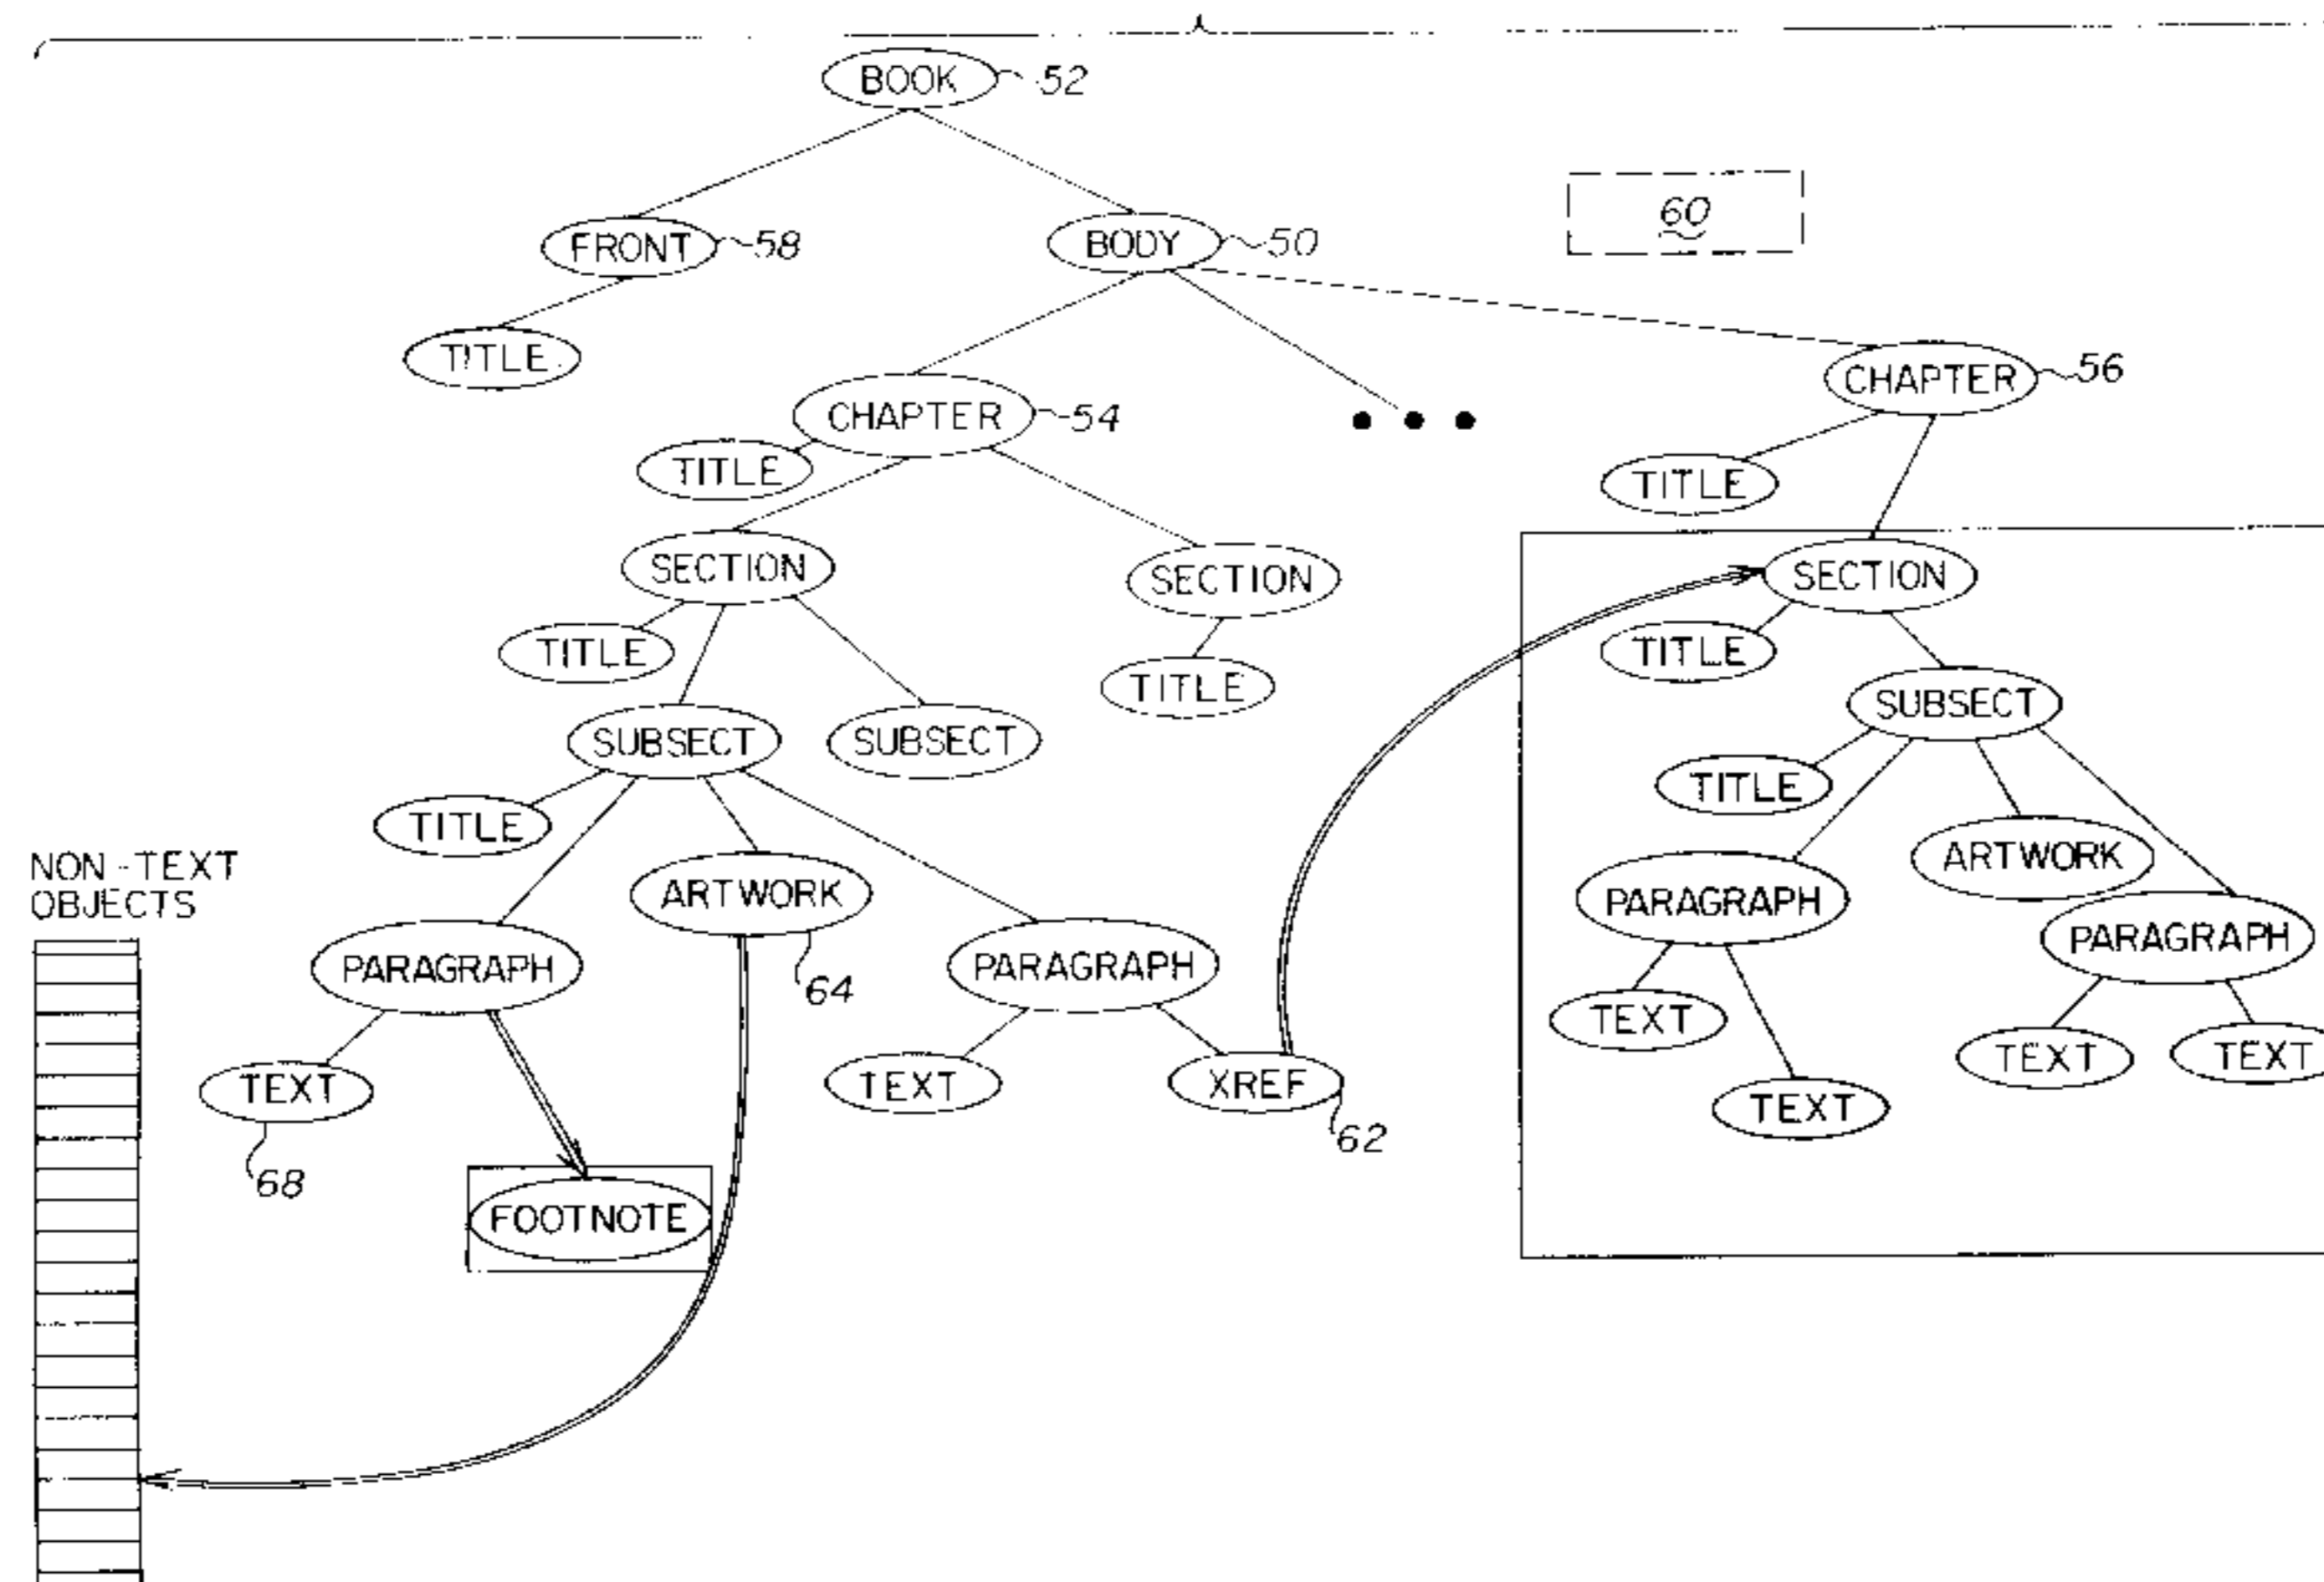 BOOK 52
FRONT 58 BODY 50 60
TITLE
CHAPTER 56
CHAPTER 54
TITLE TITLE
SECTION SECTION SECTION
TITLE TITLE TITLE
SUBSECT SUBSECT SUBSECT
TITLE TITLE
NON-TEXT
OBJECTS
ARTWORK ARTWORK
PARAGRAPH 64 PARAGRAPH PARAGRAPH PARAGRAPH
TEXT TEXT TEXT TEXT
TEXT 68 XREF 62 TEXT
FOOTNOTE